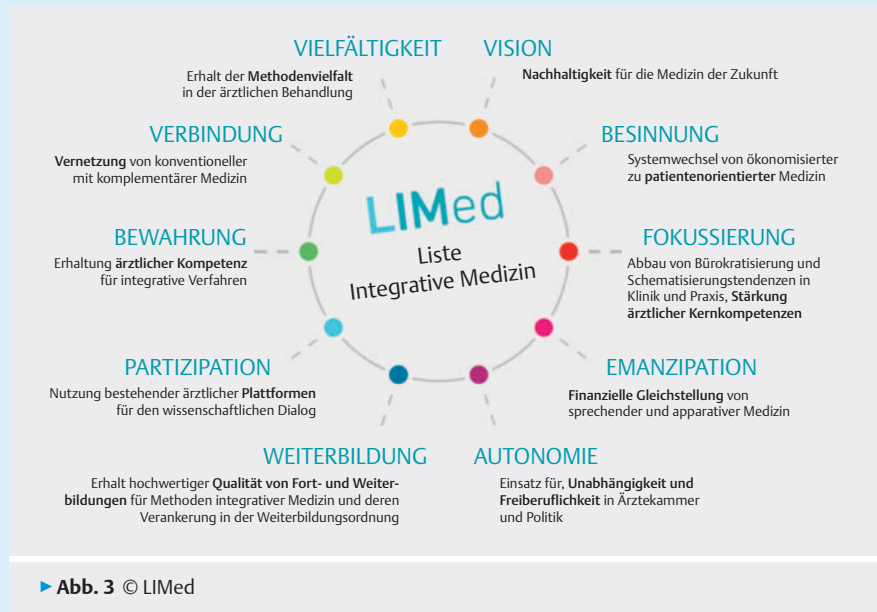 VIELFÄLTIGKEIT
Erhalt der Methodenvielfalt
in der ärztlichen Behandlung
VISION
Nachhaltigkeit für die Medizin der Zukunft
VERBINDUNG
Vernetzung von konventioneller
mit komplementärer Medizin
BESINNUNG
Systemwechsel von ökonomisierter
zu patientenorientierter Medizin
LIMed
Liste
Integrative Medizin
BEWAHRUNG
Erhaltung ärztlicher Kompetenz
für integrative Verfahren
FOKUSSIERUNG
Abbau von Bürokratisierung und
Schematisierungstendenzen in
Klinik und Praxis, Stärkung
ärztlicher Kernkompetenzen
PARTIZIPATION
Nutzung bestehender ärztlicher Plattformen
für den wissenschaftlichen Dialog
EMANZIPATION
Finanzielle Gleichstellung von
sprechender und apparativer Medizin
WEITERBILDUNG
Erhalt hochwertiger Qualität von Fort- und Weiter-
bildungen für Methoden integrativer Medizin und deren
Verankerung in der Weiterbildungsordnung
AUTONOMIE
Einsatz für, Unabhängigkeit und
Freiberuflichkeit in Ärztekammer
und Politik
► Abb. 3 © LIMed